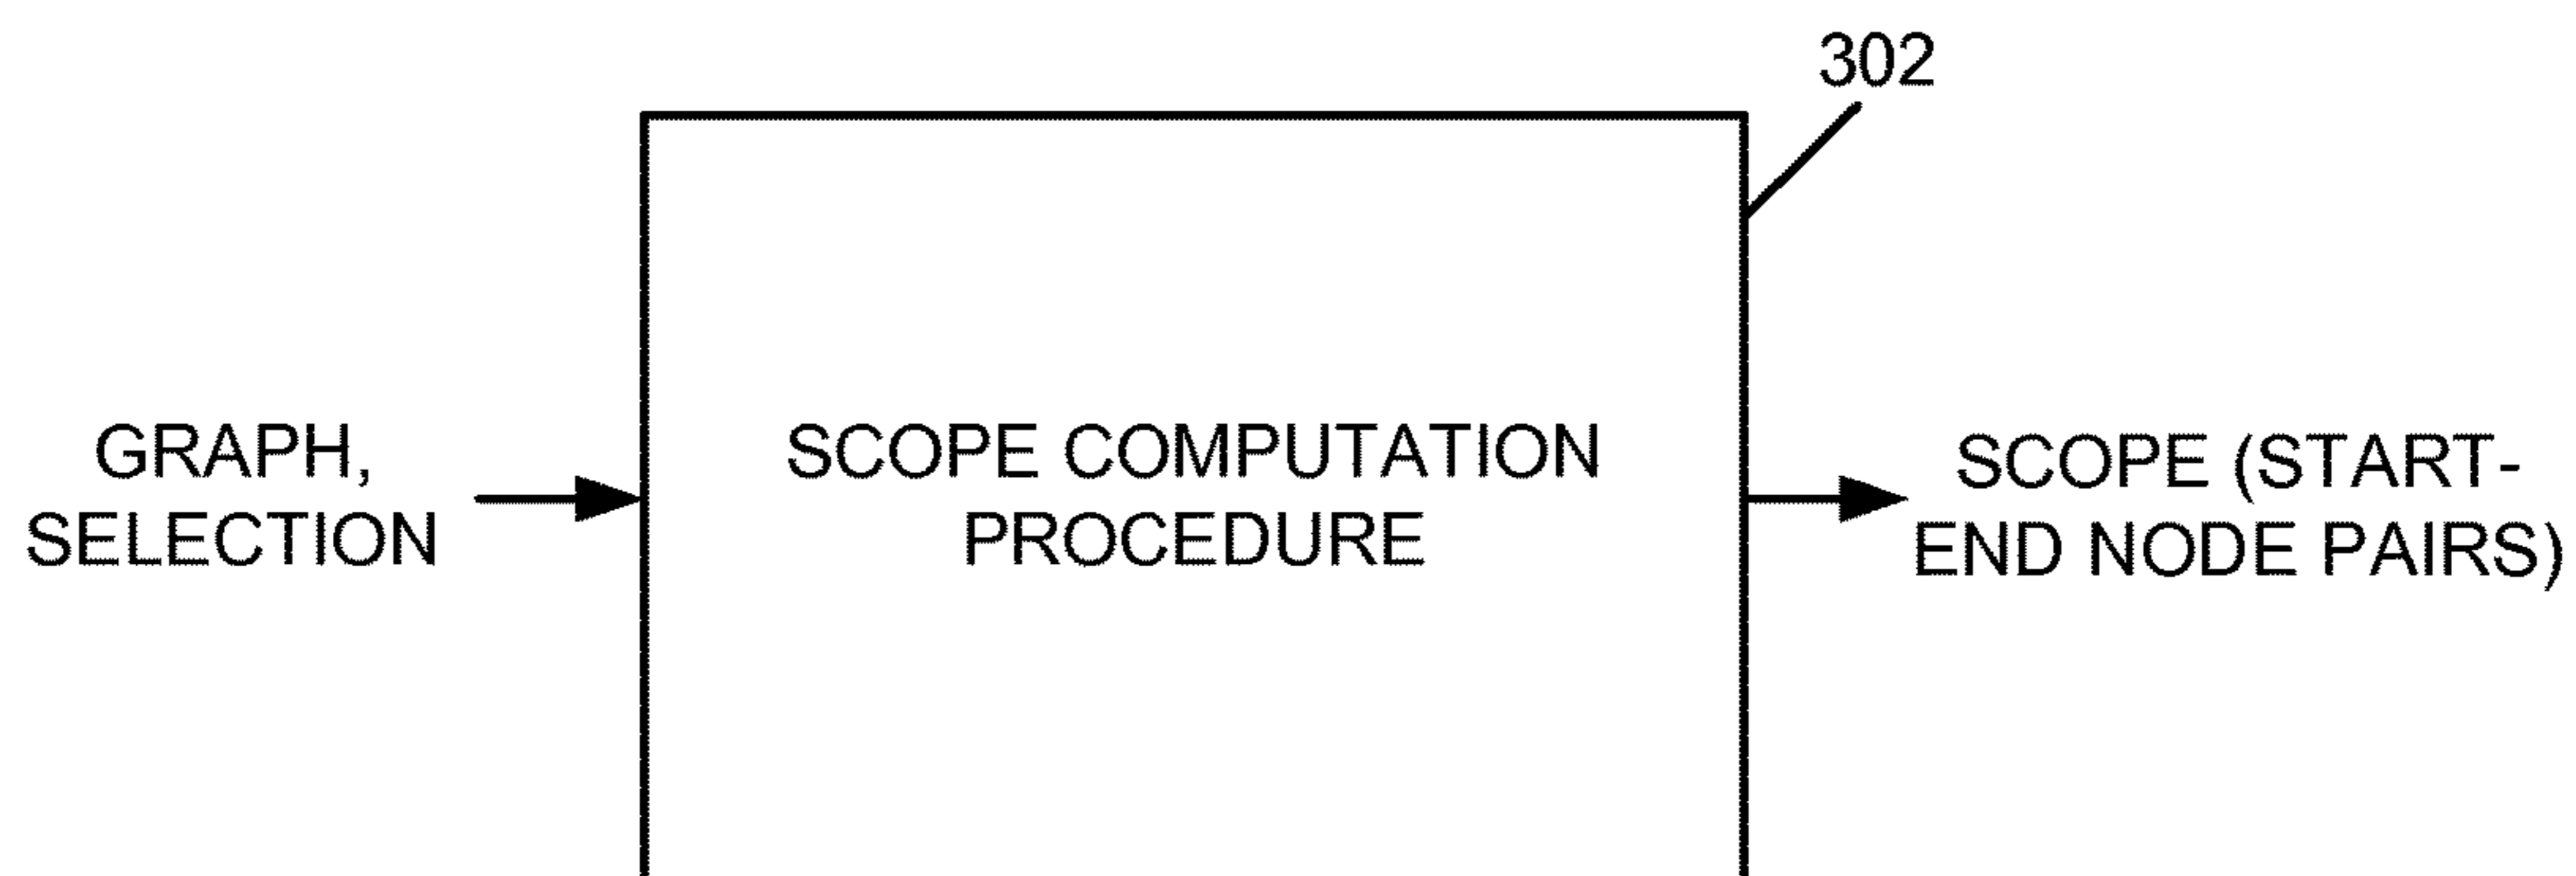 302
GRAPH,
SELECTION
SCOPE COMPUTATION
PROCEDURE
SCOPE (START-
END NODE PAIRS)